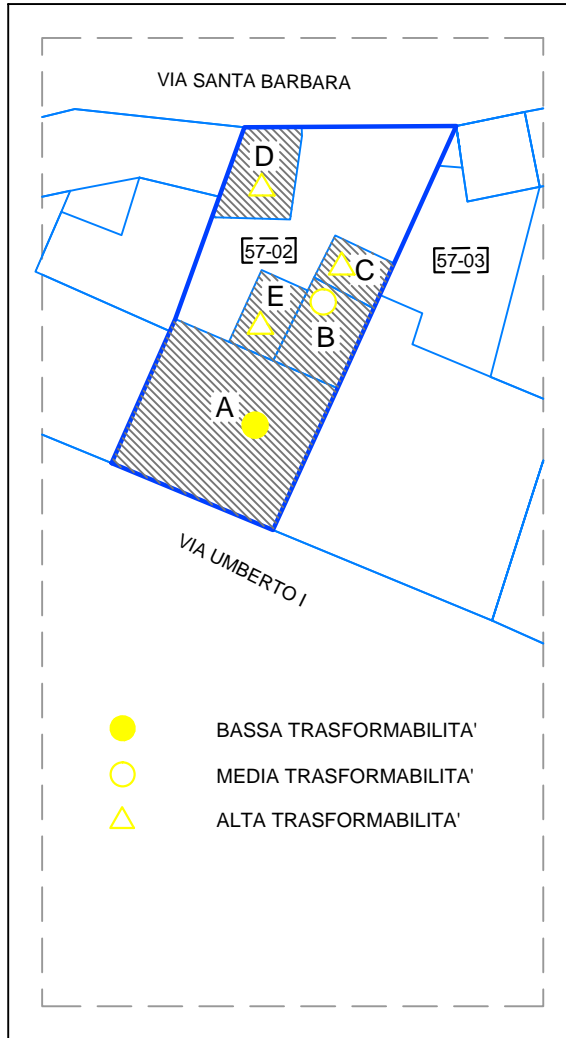 VIA SANTA BARBARA
D
57-02
C
57-03
E
B
A
VIA UMBERTO I
BASSA TRASFORMABILITA'
MEDIA TRASFORMABILITA'
ALTA TRASFORMABILITA'